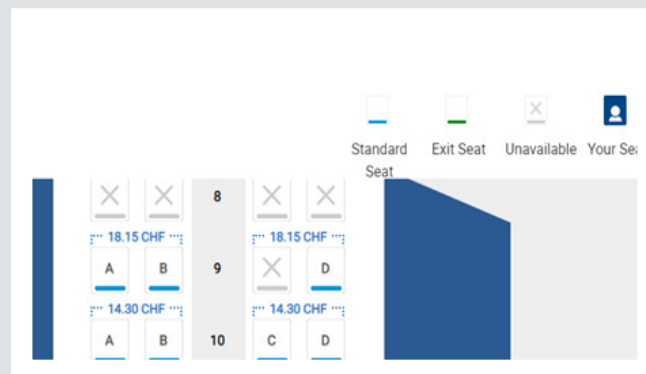 Standard Seat
Exit Seat
Unavailable
Your Sea
8
18.15 CHF 18.15 CHF
A B 9 D
14.30 CHF 14.30 CHF
A B 10 C D